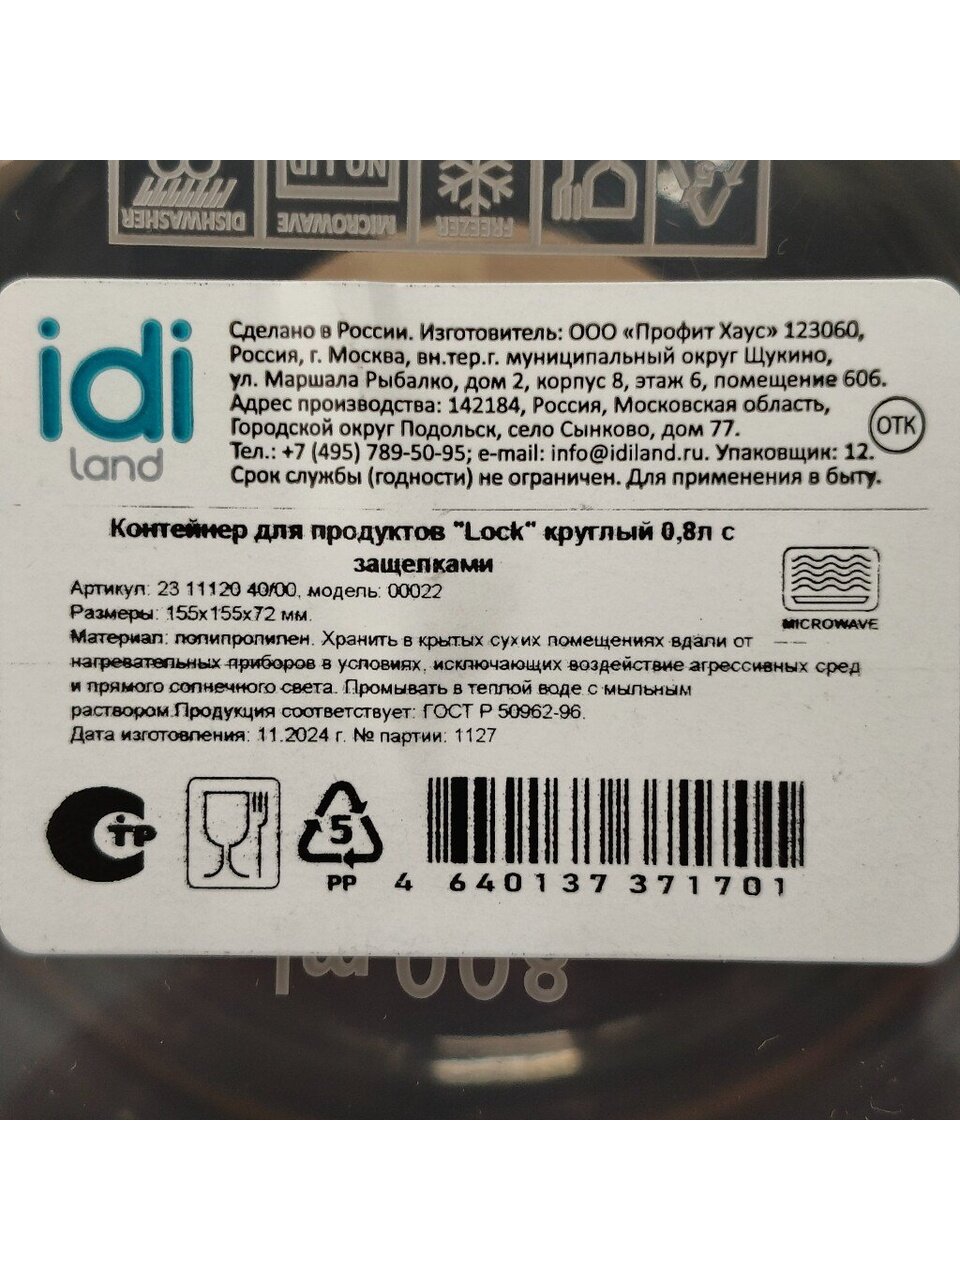 DISHWASHER
NO LID
MICROWAVE
FREEZER
idi
land
Сделано в России. Изготовитель: ООО «Профит Хаус» 123060,
Россия, г. Москва, вн.тер.г. муниципальный округ Щукино,
ул. Маршала Рыбалко, дом 2, корпус 8, этаж 6, помещение 606.
Адрес производства: 142184, Россия, Московская область,
Городской округ Подольск, село Сынково, дом 77.
Тел.: +7 (495) 789-50-95; e-mail: info@idiland.ru. Упаковщик: 12.
Срок службы (годности) не ограничен. Для применения в быту.
ОТК
Контейнер для продуктов "Lock" круглый 0,8л с
защелками
Артикул: 23 11120 40/00, модель: 00022
Размеры: 155x155x72 мм.
Материал: полипропилен. Хранить в крытых сухих помещениях вдали от
нагревательных приборов в условиях, исключающих воздействие агрессивных сред
и прямого солнечного света. Промывать в теплой воде с мыльным
раствором.Продукция соответствует: ГОСТ Р 50962-96.
Дата изготовления: 11.2024 г. № партии: 1127
MICROWAVE
СТР
5
PP
4 640137 371701
800 ml